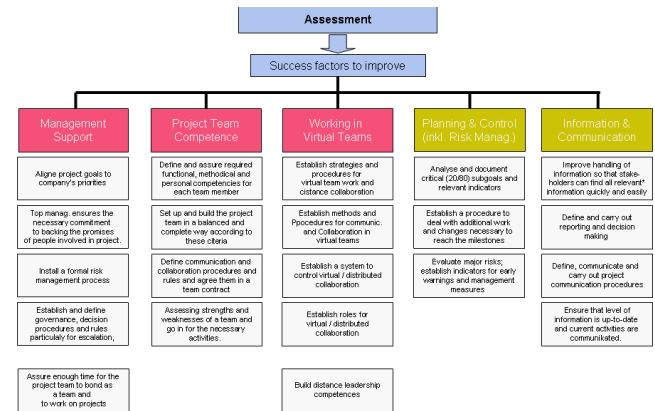 Assessment
Success factors to improve
Management
Support
Project Team
Competence
Working in
Virtual Teams
Planning & Control
(inkl. Risk Manag.)
Information &
Communication
Aligne project goals to
company's priorities
Top manag. ensures the
necessary commitment
to backing the promises
of people involved in project.
Install a formal risk
management process
Establish and define
governance, decision
procedures and rules
particulaly for escalation,
Assure enough time for the
project team to bond as
a team and
to work on projects
Define and assure required
functional, methodical and
personal competencies for
each team member
Set up and build the project
team in a balanced and
complete way according to
these citeria
Define communication and
collaboration procedures and
rules and agree them in a
team contract
Assessing strengths and
weaknesses of a team and
go in for the necessary
activities.
Establish strategies and
procedures for
virtual team work and
cistance collaboration
Establish methods and
Ppocedures for communic.
and Collaboration in
virtual teams
Establish a system to
control virtual / distributed
collaboration
Establish roles for
virtual / distributed
collaboration
Build distance leadership
competences
Analyse and document
critical (20/80) subgoals and
relevant indicators
Establish a procedure to
deal with additional work
and changes necessary to
reach the milestones
Evaluate major risks;
establish indicators for early
warnings and management
measures
Improve handling of
information so that stake-
holders can find all relevant*
information quickly and easily
Define and carry out
reporting and decision
making
Define, communicate and
carry out project
communication procedures
Ensure that level of
information is up-to-date
and current activities are
communikated.